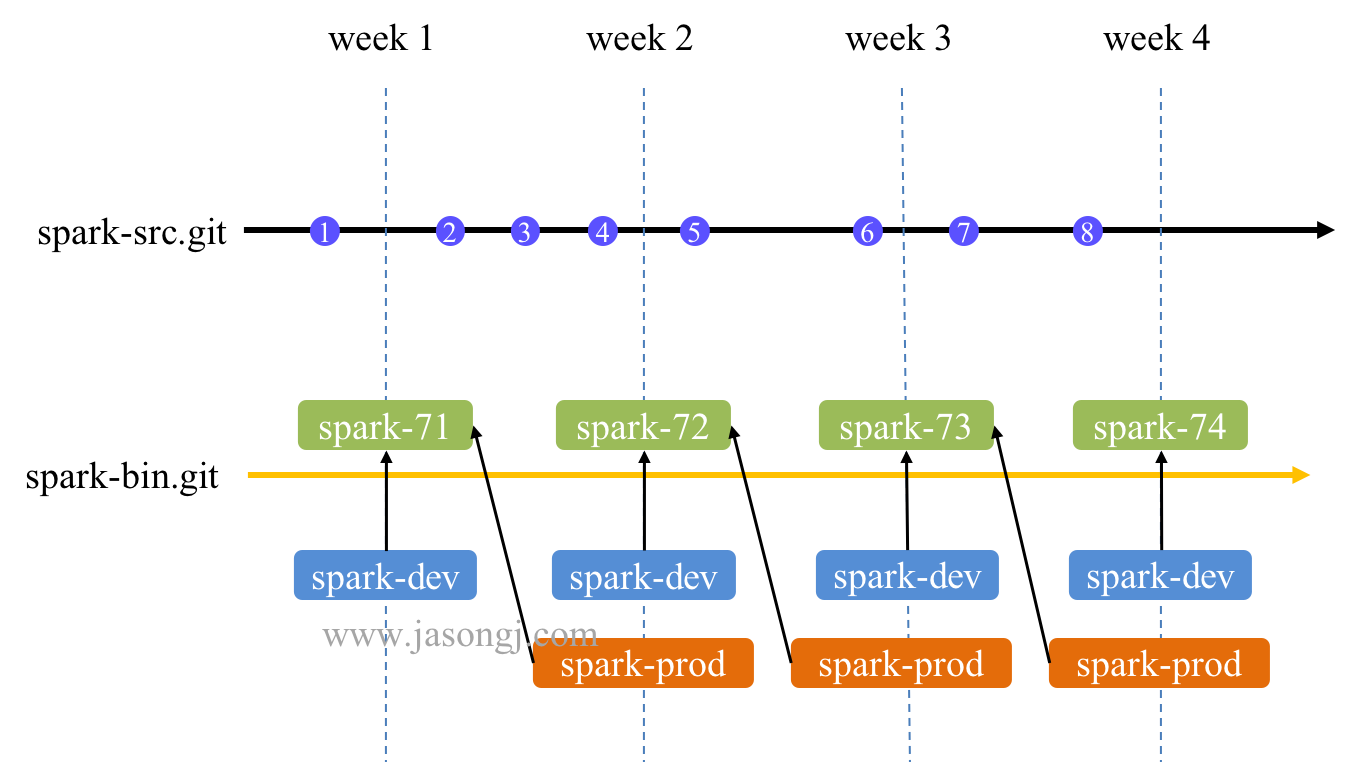 week 1 week 2 week 3 week 4
spark-src.git 1 2 3 4 5 6 7 8
spark-71 spark-72 spark-73 spark-74
spark-bin.git
spark-dev spark-dev spark-dev spark-dev
www.jasongj.com
spark-prod spark-prod spark-prod